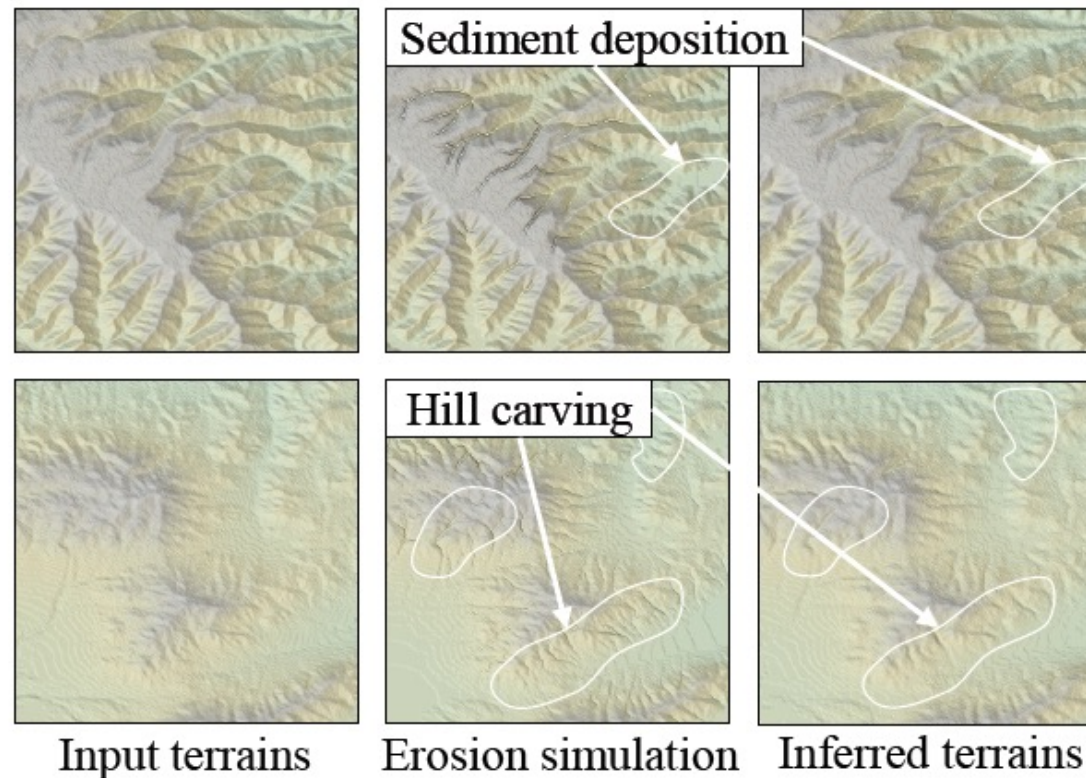 Sediment deposition
Hill carving
Input terrains
Erosion simulation
Inferred terrains